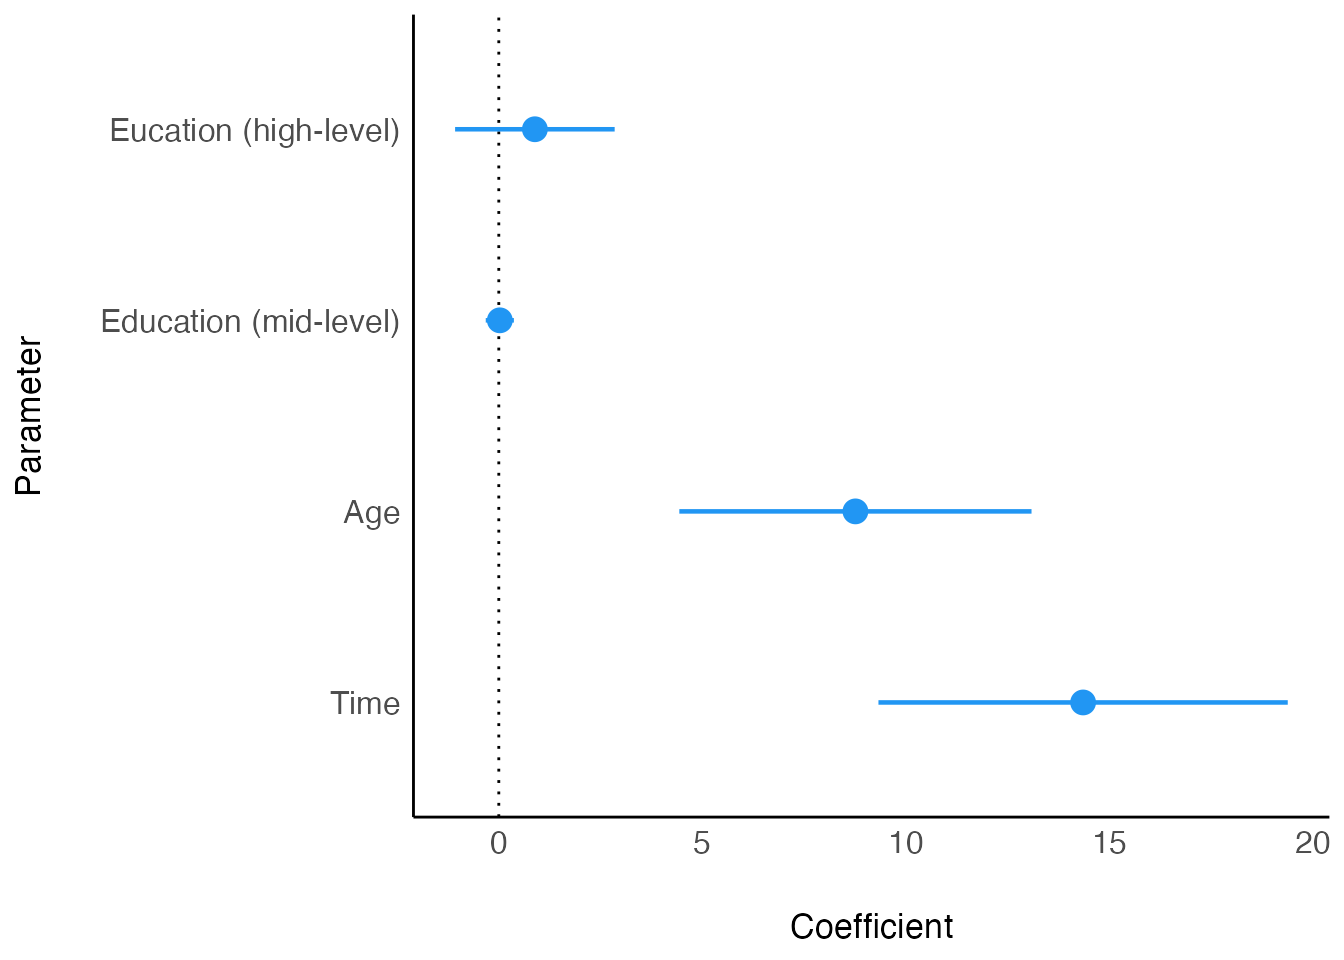 Eucation (high-level)
Education (mid-level)
Age
Time
Parameter
0 5 10 15 20
Coefficient